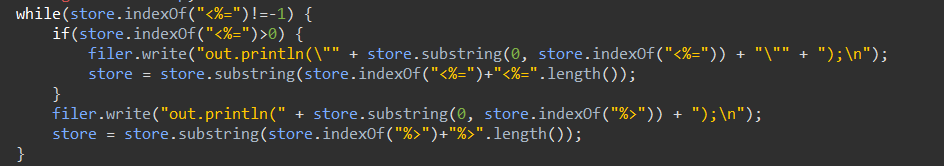 while(store.indexOf("<%=")!=-1) {
if(store.indexOf("<%=")>0) {
filer.write("out.println(\"" + store.substring(0, store.indexOf("<%=")) + "\"" + ");\n");
store = store.substring(store.indexOf("<%=")+"<%=".length());
}
filer.write("out.println(" + store.substring(0, store.indexOf("%>")) + ");\n");
store = store.substring(store.indexOf("%>")+"%>".length());
}